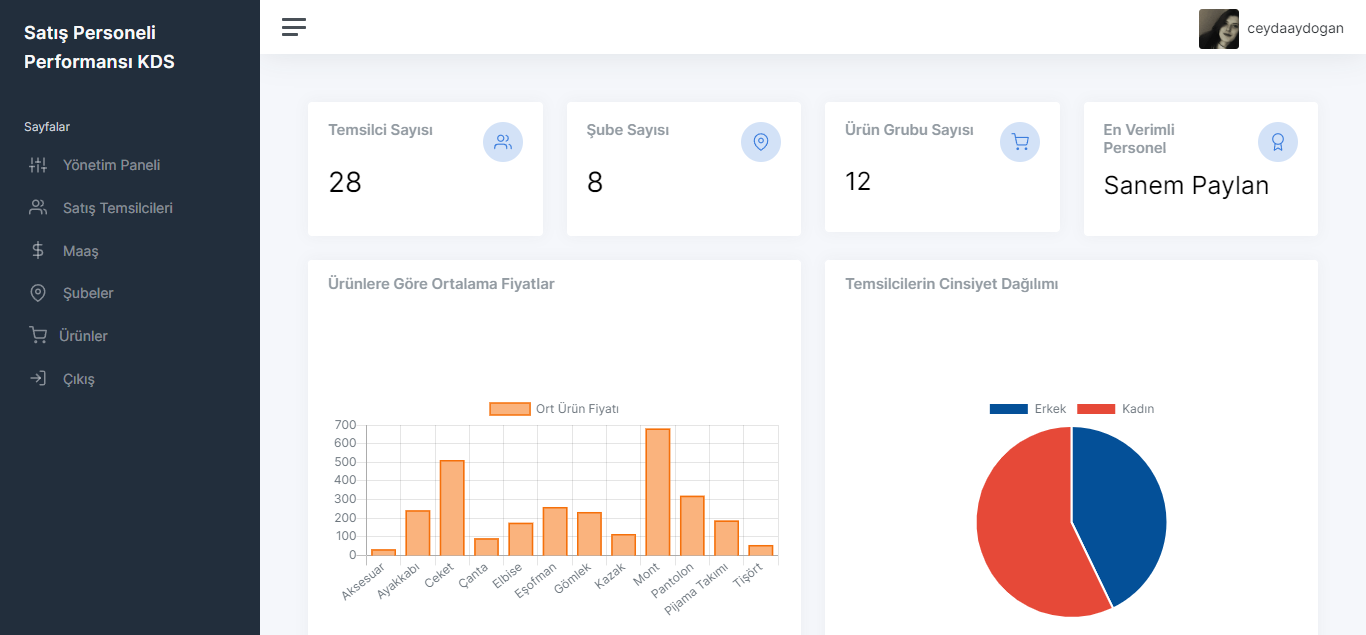 Satış Personeli
Performansı KDS
Sayfalar
Yönetim Paneli
Satış Temsilcileri
Maaş
Şubeler
Ürünler
Çıkış
ceydaaydogan
Temsilci Sayısı
28
Şube Sayısı
8
Ürün Grubu Sayısı
12
En Verimli
Personel
Sanem Paylan
Ürünlere Göre Ortalama Fiyatlar
Ort Ürün Fiyatı
700
600
500
400
300
200
100
0
Aksesuar
Ayakkabı
Ceket
Çanta
Elbise
Eşofman
Gömlek
Kazak
Mont
Pantolon
Pijama Takımı
Tişört
Temsilcilerin Cinsiyet Dağılımı
Erkek
Kadın